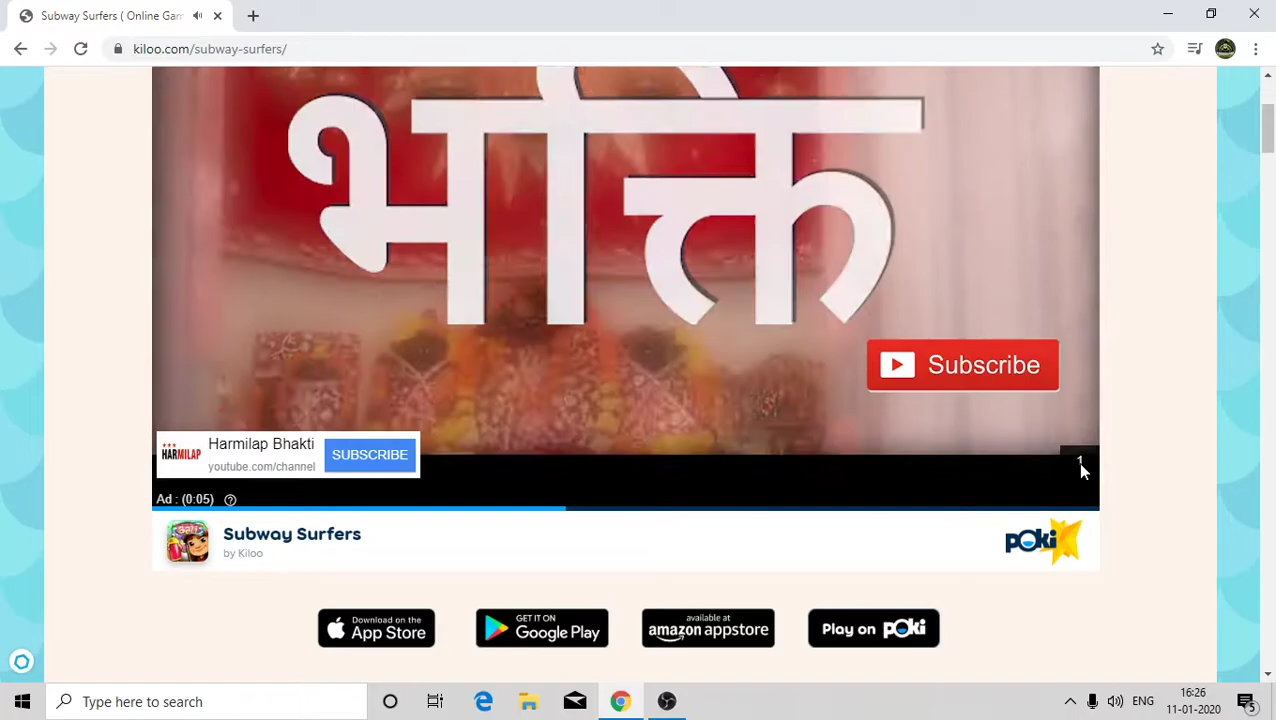 Subway Surfers ( Online Gam
kiloo.com/subway-surfers/
भक्ति
Subscribe
HARMILAP
Harmilap Bhakti
youtube.com/channel
SUBSCRIBE
1
Ad : (0:05)
Subway Surfers
by Kiloo
poki
Download on the
App Store
GET IT ON
Google Play
available at
amazon appstore
Play on poki
Type here to search
ENG
16:26
11-01-2020
5